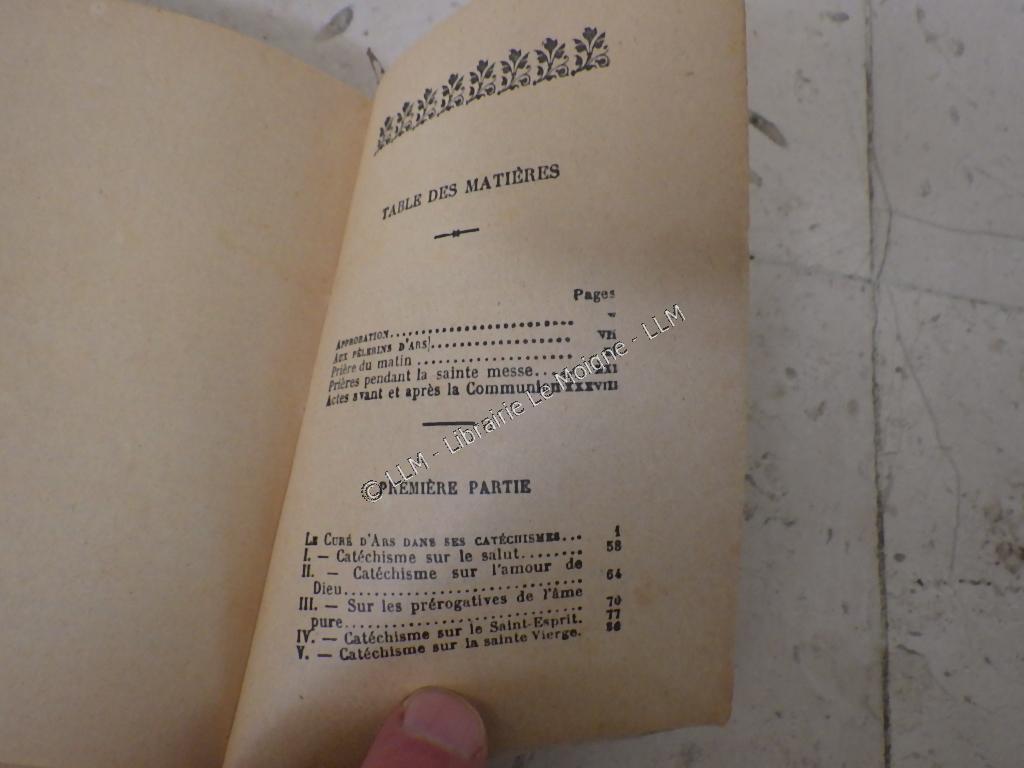 TABLE DES MATIÈRES
Pages
APPROBATION.............................. v
AUX PÈLERINS D'ARS...................... VII
Prière du matin ........................
Prières pendant la sainte messe........
Actes avant et après la Communion XXXVIII
PREMIÈRE PARTIE
LE CURÉ D'ARS DANS SES CATÉCHISMES... 1
I. — Catéchisme sur le salut........ 58
II. — Catéchisme sur l'amour de
Dieu.............................. 64
III. — Sur les prérogatives de l'âme
pure.............................. 70
IV. — Catéchisme sur le Saint-Esprit. 77
V. — Catéchisme sur la sainte Vierge. 86
© LLM - Librairie Le Moigne - LLM